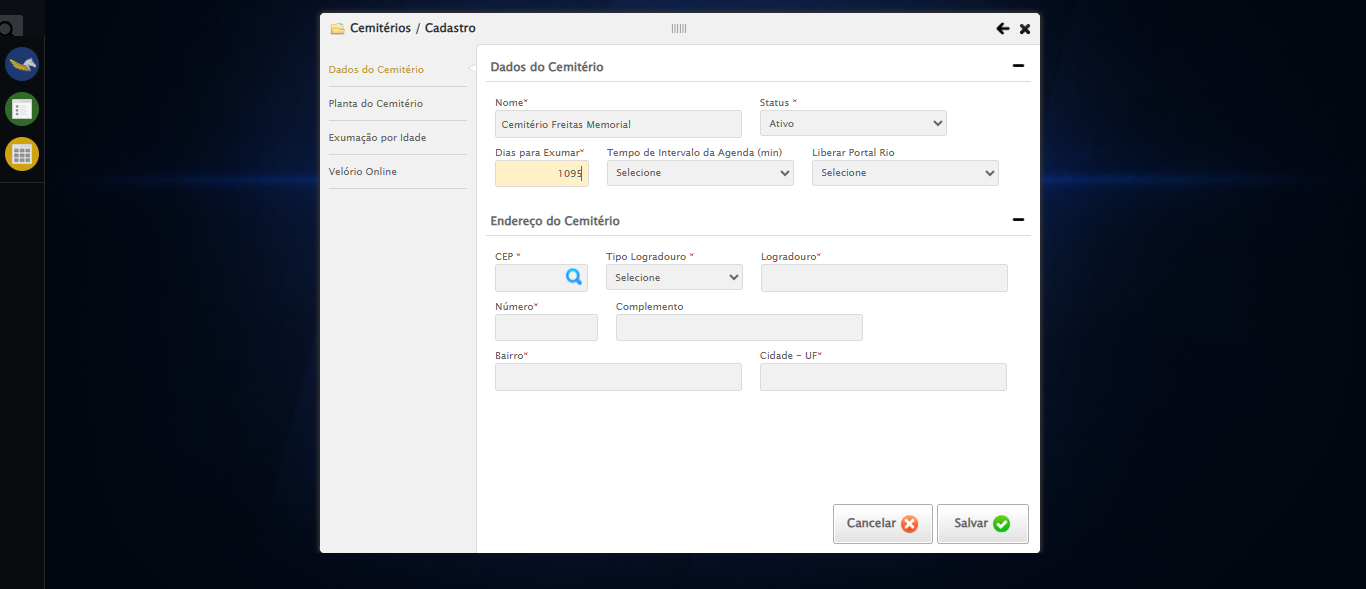 Cemitérios / Cadastro
Dados do Cemitério
Planta do Cemitério
Exumação por Idade
Velório Online
Dados do Cemitério
Nome* Status *
Cemitério Freitas Memorial Ativo
Dias para Exumar* Tempo de Intervalo da Agenda (min) Liberar Portal Rio
1095 Selecione Selecione
Endereço do Cemitério
CEP * Tipo Logradouro * Logradouro*
Selecione
Número* Complemento
Bairro* Cidade - UF*
Cancelar Salvar